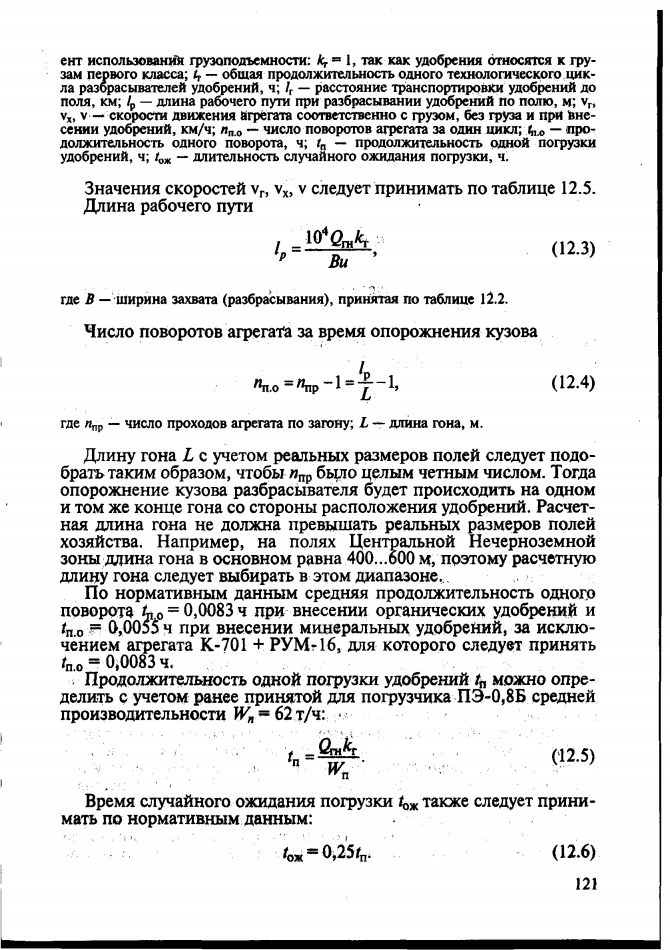 ент использования грузоподъемности: kт = 1, так как удобрения относятся к гру-
зам первого класса; tт — общая продолжительность одного технологического цик-
ла разбрасывателей удобрений, ч; lг — расстояние транспортировки удобрений до
поля, км; lр — длина рабочего пути при разбрасывании удобрений по полю, м; vг,
vх, v — скорости движения агрегата соответственно с грузом, без груза и при вне-
сении удобрений, км/ч; nп.о — число поворотов агрегата за один цикл; tп.о — про-
должительность одного поворота, ч; tп — продолжительность одной погрузки
удобрений, ч; tож — длительность случайного ожидания погрузки, ч.
Значения скоростей vг, vх, v следует принимать по таблице 12.5.
Длина рабочего пути
lр = 10⁴Qгнkт / Bu, (12.3)
где B — ширина захвата (разбрасывания), принятая по таблице 12.2.
Число поворотов агрегата за время опорожнения кузова
nп.о = nпр − 1 = lр / L − 1, (12.4)
где nпр — число проходов агрегата по загону; L — длина гона, м.
Длину гона L с учетом реальных размеров полей следует подо-
брать таким образом, чтобы nпр было целым четным числом. Тогда
опорожнение кузова разбрасывателя будет происходить на одном
и том же конце гона со стороны расположения удобрений. Расчет-
ная длина гона не должна превышать реальных размеров полей
хозяйства. Например, на полях Центральной Нечерноземной
зоны длина гона в основном равна 400...600 м, поэтому расчетную
длину гона следует выбирать в этом диапазоне.
По нормативным данным средняя продолжительность одного
поворота tп.о = 0,0083 ч при внесении органических удобрений и
tп.о = 0,0055 ч при внесении минеральных удобрений, за исклю-
чением агрегата К-701 + РУМ-16, для которого следует принять
tп.о = 0,0083 ч.
Продолжительность одной погрузки удобрений tп можно опре-
делить с учетом ранее принятой для погрузчика ПЭ-0,8Б средней
производительности Wп = 62 т/ч:
tп = Qгнkт / Wп. (12.5)
Время случайного ожидания погрузки tож также следует прини-
мать по нормативным данным:
tож = 0,25tп. (12.6)
121